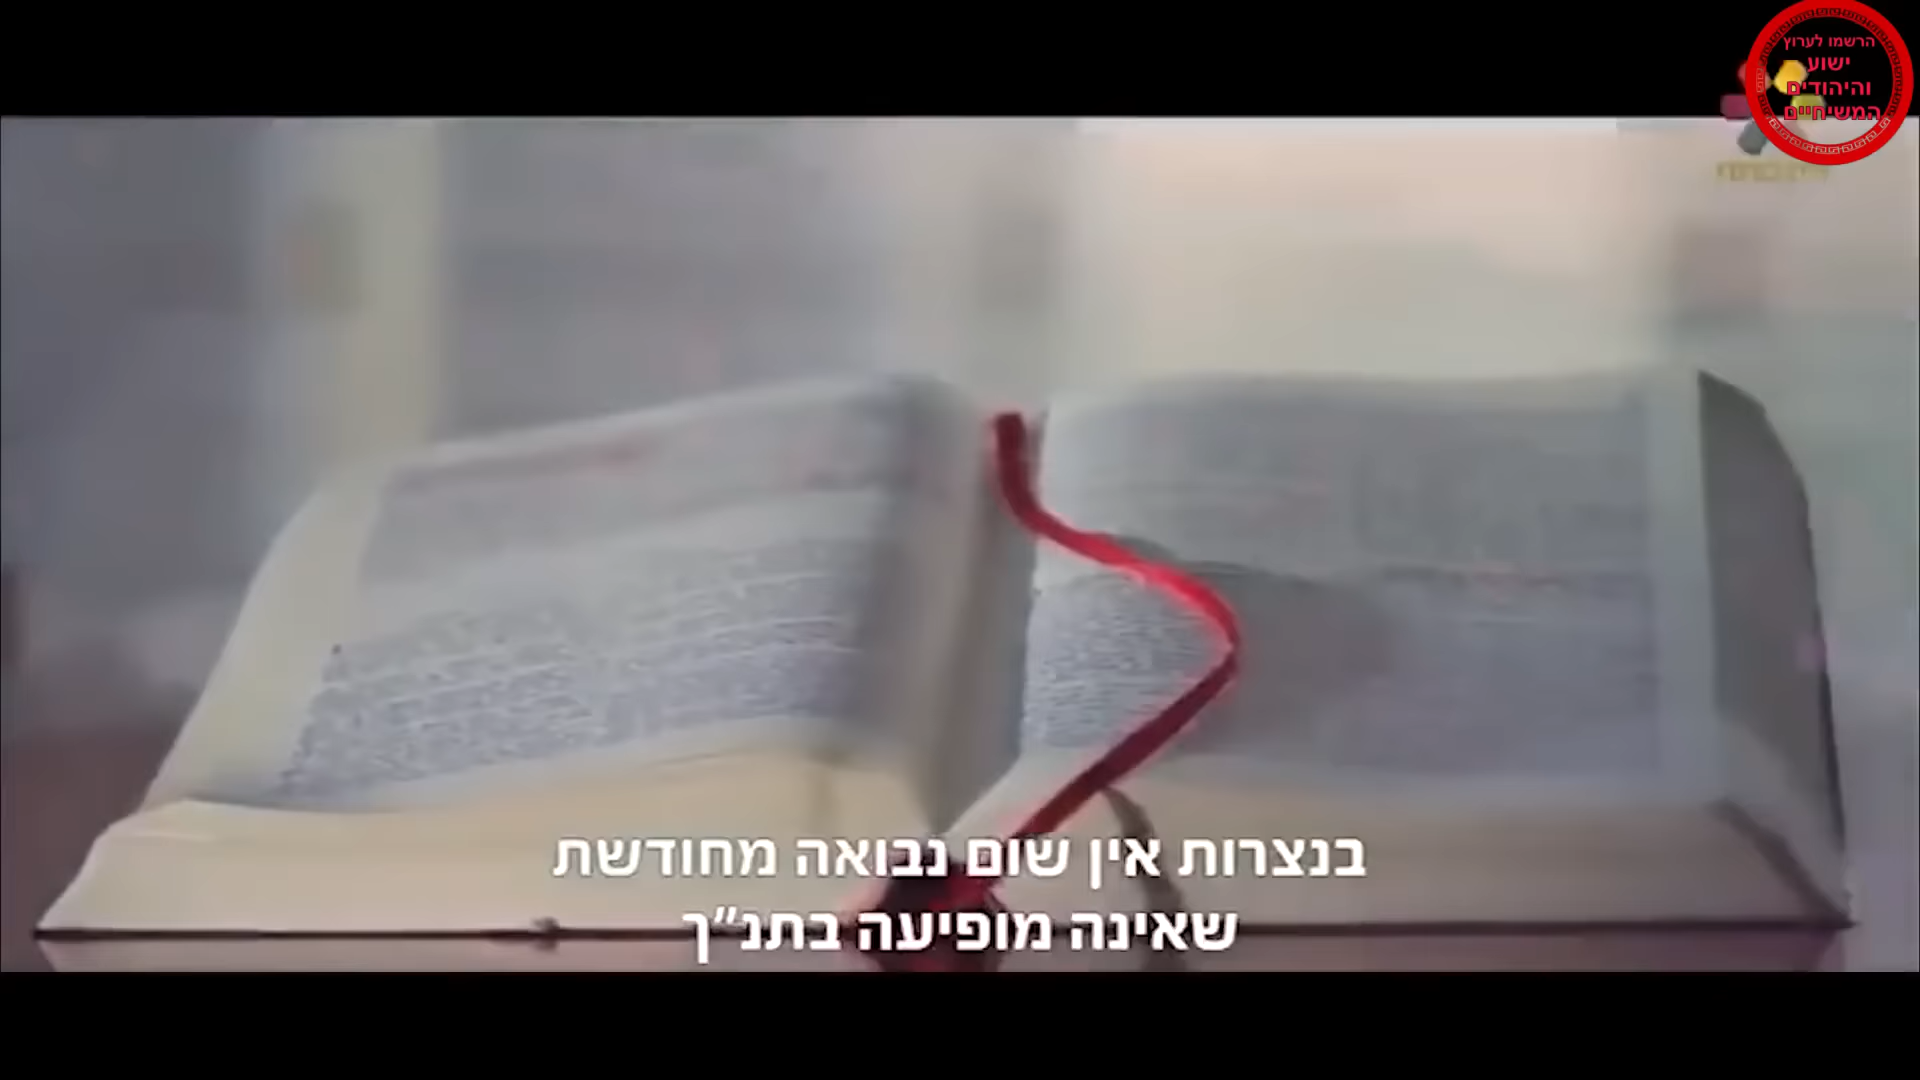 הרשמו לערוץ
ישוע
והיהודים
המשיחיים
בנצרות אין שום נבואה מחודשת
שאינה מופיעה בתנ״ך